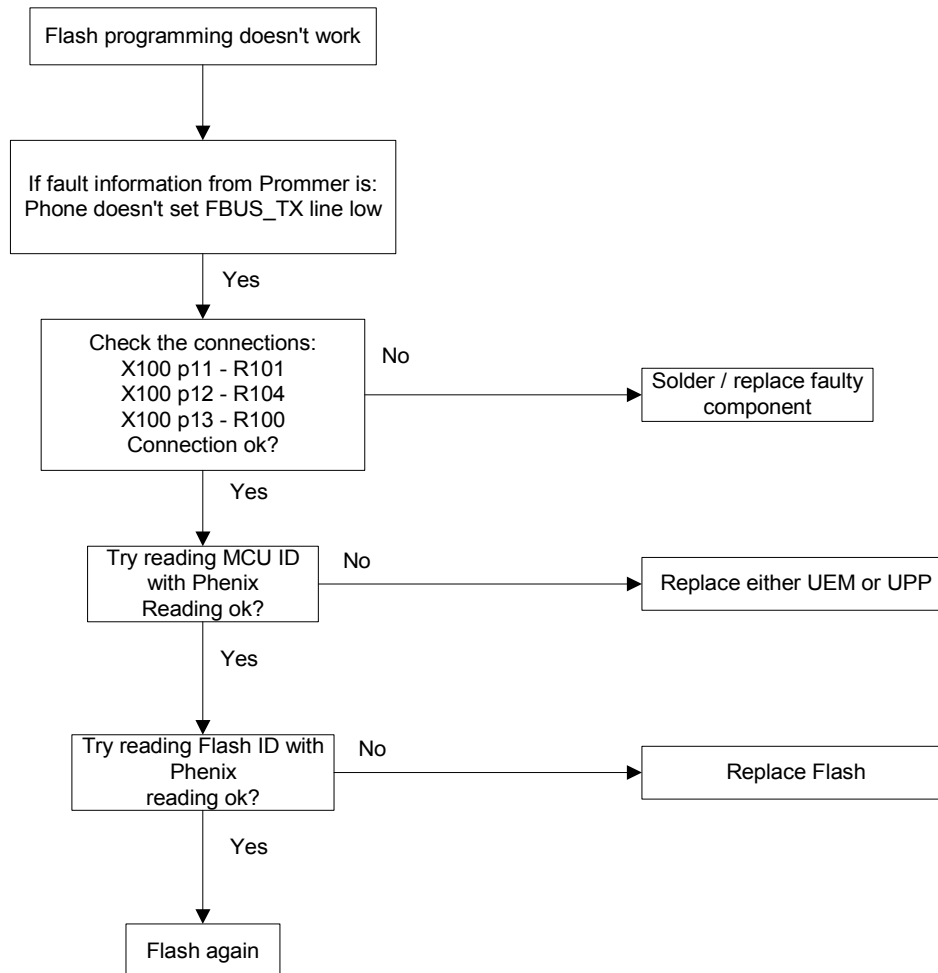 Flash programming doesn't work
If fault information from Prommer is:
Phone doesn't set FBUS_TX line low
Yes
Check the connections:
X100 p11 - R101
X100 p12 - R104
X100 p13 - R100
Connection ok?
No
Solder / replace faulty
component
Yes
Try reading MCU ID
with Phenix
Reading ok?
No
Replace either UEM or UPP
Yes
Try reading Flash ID with
Phenix
reading ok?
No
Replace Flash
Yes
Flash again